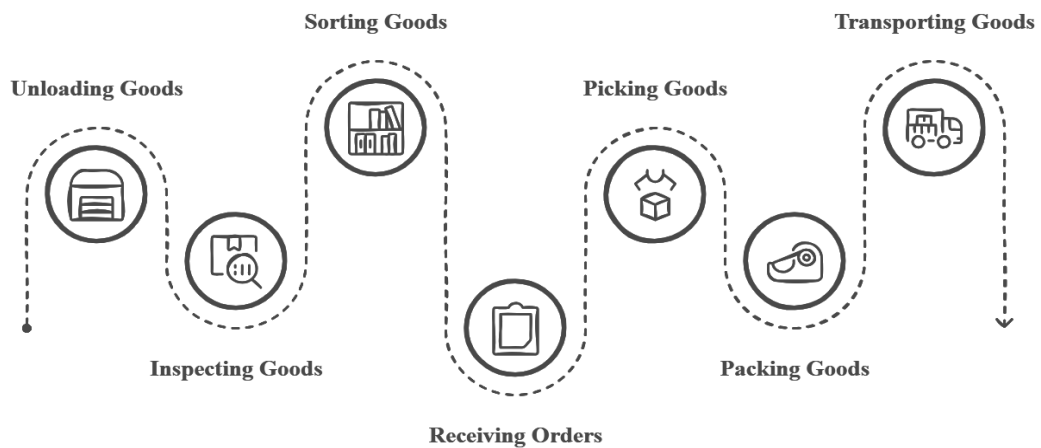 Unloading Goods
Inspecting Goods
Sorting Goods
Receiving Orders
Picking Goods
Packing Goods
Transporting Goods